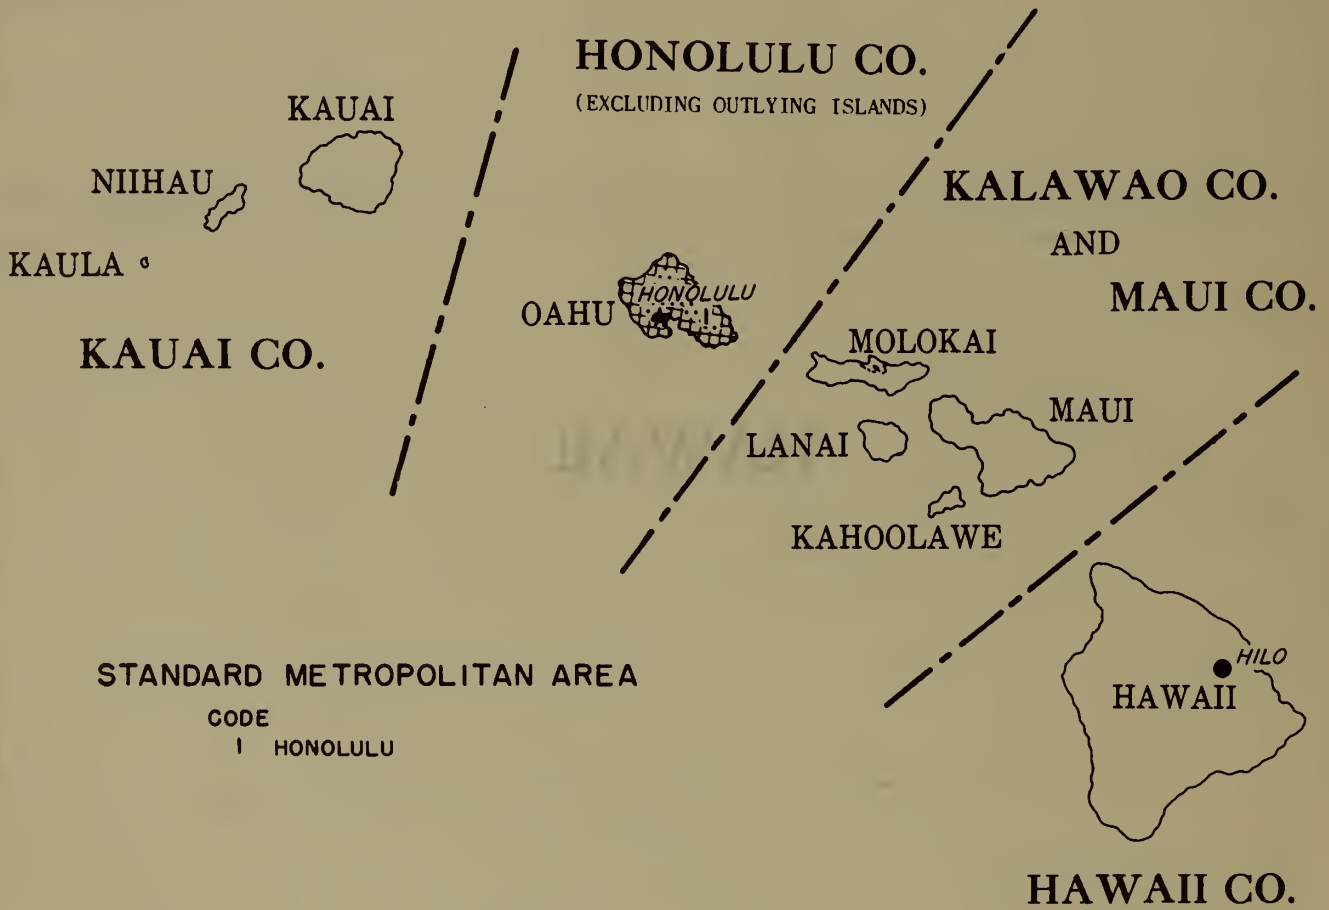 HONOLULU CO.
(EXCLUDING OUTLYING ISLANDS)
KAUAI
NIIHAU
KAULA
KAUAI CO.
KALAWAO CO.
AND
MAUI CO.
HONOLULU
OAHU
1
MOLOKAI
MAUI
LANAI
KAHOOLAWE
STANDARD METROPOLITAN AREA
CODE
1 HONOLULU
HILO
HAWAII
HAWAII CO.